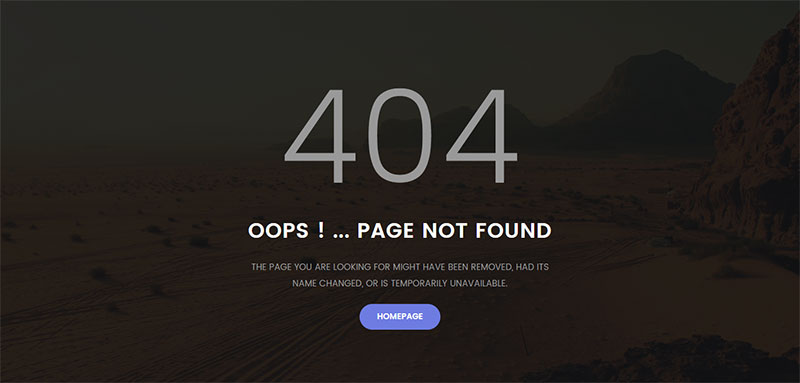 404
OOPS ! ... PAGE NOT FOUND
THE PAGE YOU ARE LOOKING FOR MIGHT HAVE BEEN REMOVED, HAD ITS
NAME CHANGED, OR IS TEMPORARILY UNAVAILABLE.
HOMEPAGE